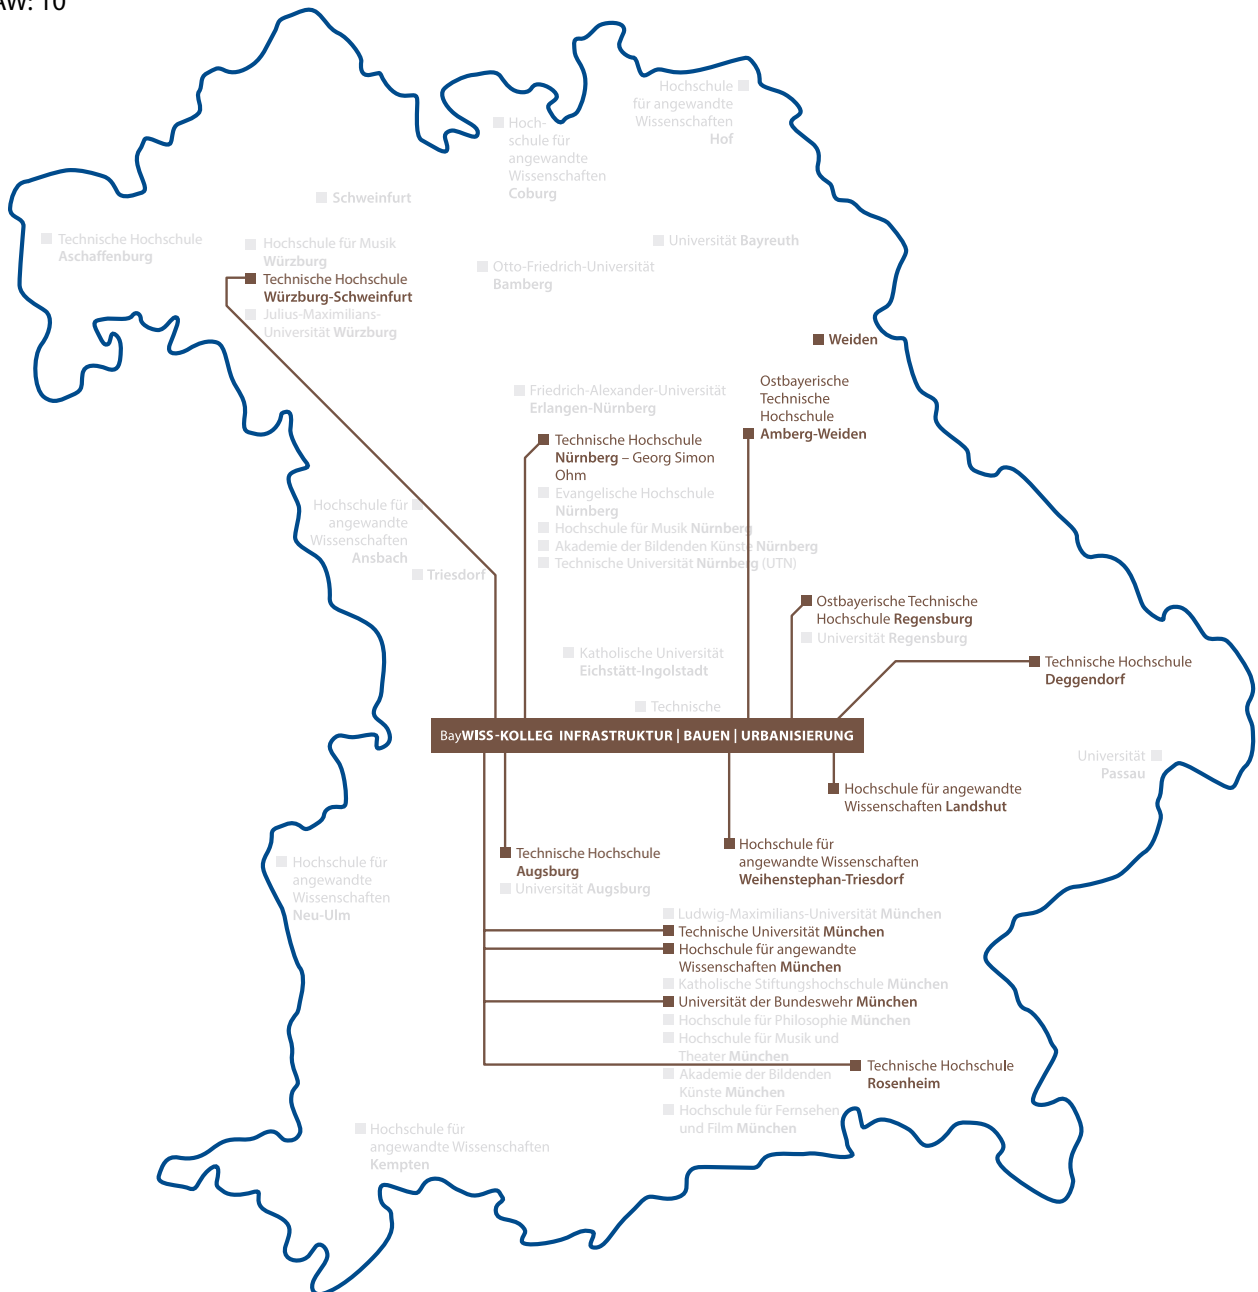 AW: 10
Hochschule
für angewandte
Wissenschaften
Hof
Hoch-
schule für
angewandte
Wissenschaften
Coburg
Schweinfurt
Technische Hochschule
Aschaffenburg
Hochschule für Musik
Würzburg
Technische Hochschule
Würzburg-Schweinfurt
Julius-Maximilians-
Universität Würzburg
Universität Bayreuth
Otto-Friedrich-Universität
Bamberg
Weiden
Ostbayerische
Technische
Hochschule
Amberg-Weiden
Friedrich-Alexander-Universität
Erlangen-Nürnberg
Technische Hochschule
Nürnberg – Georg Simon
Ohm
Evangelische Hochschule
Nürnberg
Hochschule für Musik Nürnberg
Akademie der Bildenden Künste Nürnberg
Technische Universität Nürnberg (UTN)
Hochschule für
angewandte
Wissenschaften
Ansbach
Triesdorf
Ostbayerische Technische
Hochschule Regensburg
Universität Regensburg
Katholische Universität
Eichstätt-Ingolstadt
Technische Hochschule
Deggendorf
Technische
BayWISS-KOLLEG INFRASTRUKTUR | BAUEN | URBANISIERUNG
Universität
Passau
Hochschule für angewandte
Wissenschaften Landshut
Hochschule für
angewandte Wissenschaften
Weihenstephan-Triesdorf
Technische Hochschule
Augsburg
Universität Augsburg
Hochschule für
angewandte
Wissenschaften
Neu-Ulm
Ludwig-Maximilians-Universität München
Technische Universität München
Hochschule für angewandte
Wissenschaften München
Katholische Stiftungshochschule München
Universität der Bundeswehr München
Hochschule für Philosophie München
Hochschule für Musik und
Theater München
Akademie der Bildenden
Künste München
Hochschule für Fernsehen
und Film München
Technische Hochschule
Rosenheim
Hochschule für
angewandte Wissenschaften
Kempten